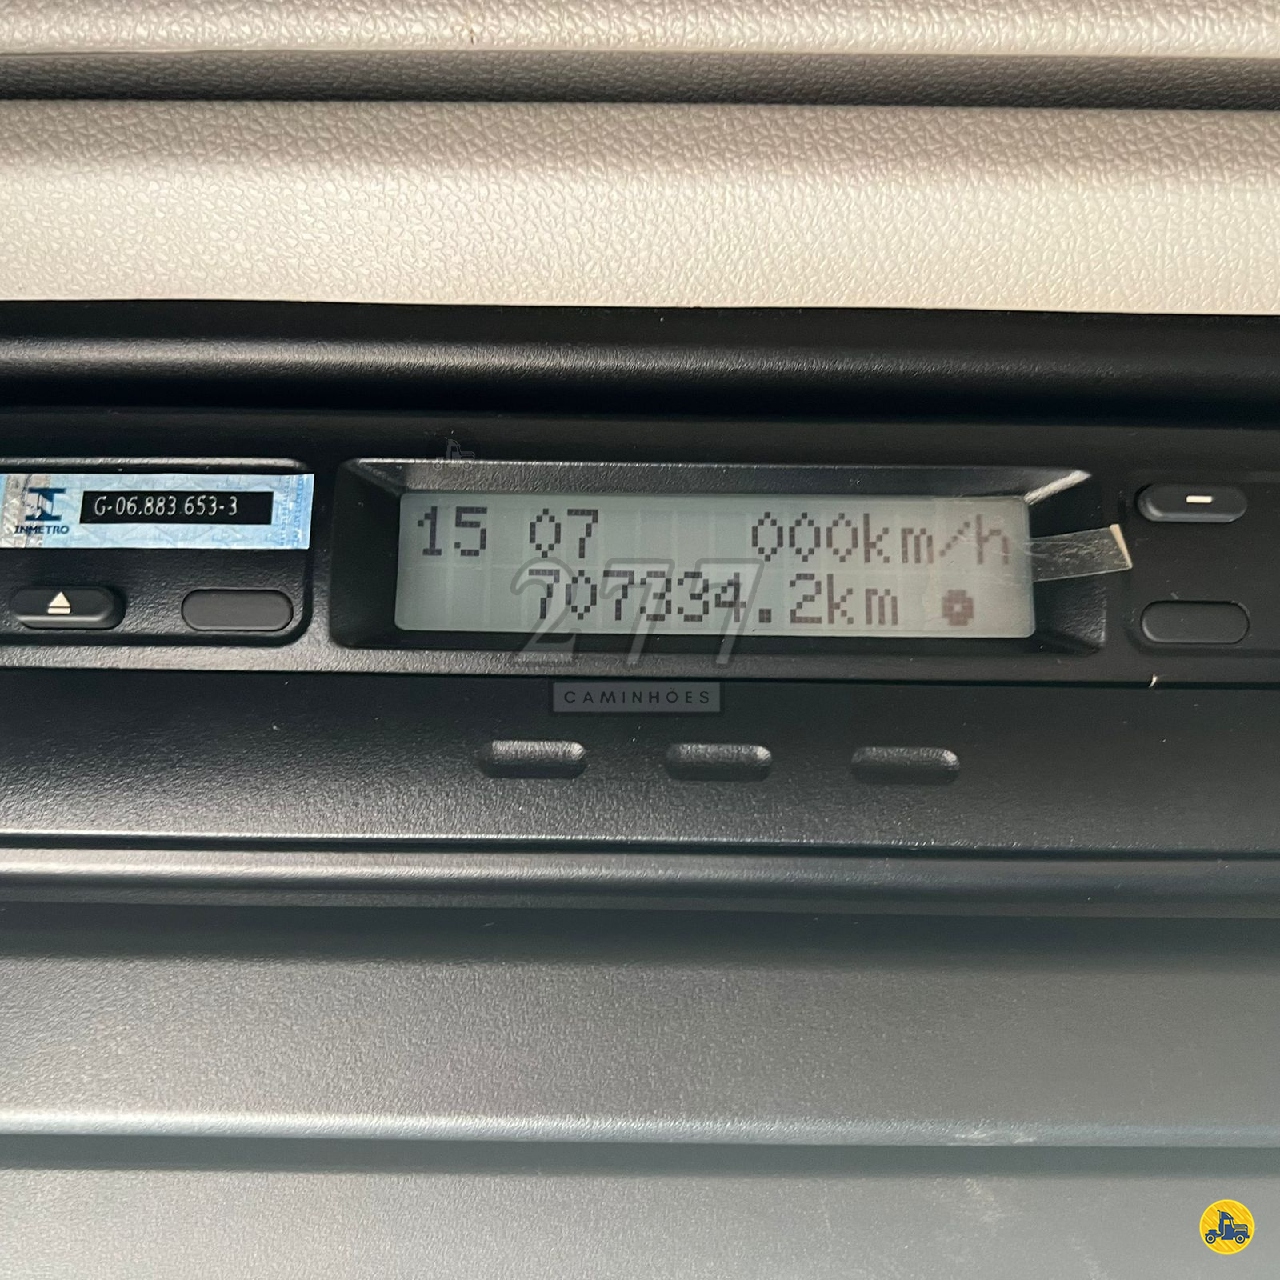 G-06.883.653-3
INMETRO
15 07 000km/h
707334.2km
277
CAMINHÕES